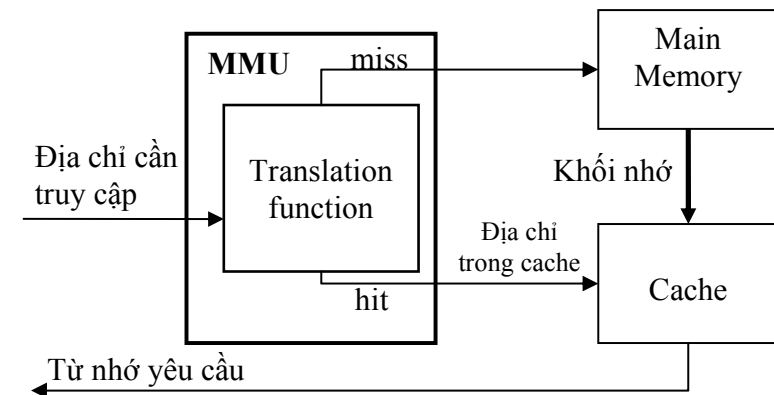 MMU
miss
Main
Memory
Địa chỉ cần
truy cập
Translation
function
Khối nhớ
Địa chỉ
trong cache
hit
Cache
Từ nhớ yêu cầu